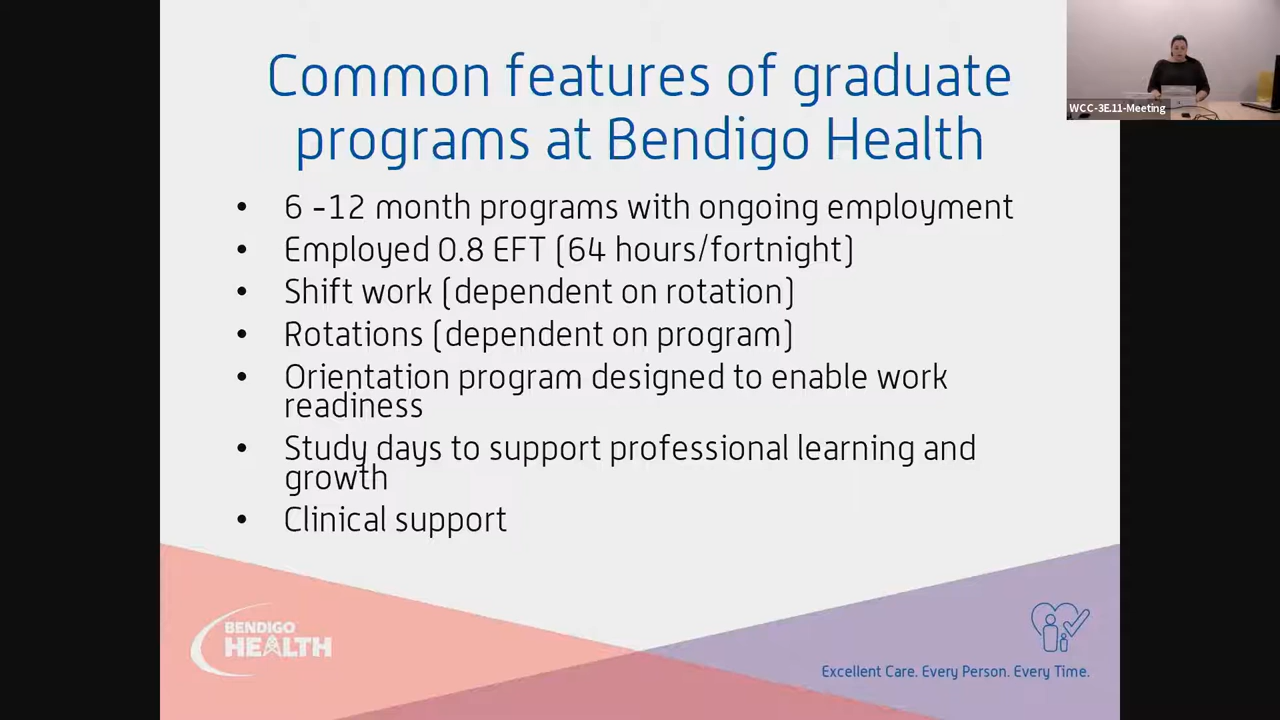 Common features of graduate
programs at Bendigo Health
WCC-3E.11-Meeting
• 6 -12 month programs with ongoing employment
• Employed 0.8 EFT (64 hours/fortnight)
• Shift work (dependent on rotation)
• Rotations (dependent on program)
• Orientation program designed to enable work
readiness
• Study days to support professional learning and
growth
• Clinical support
BENDIGO
HEALTH
Excellent Care. Every Person. Every Time.